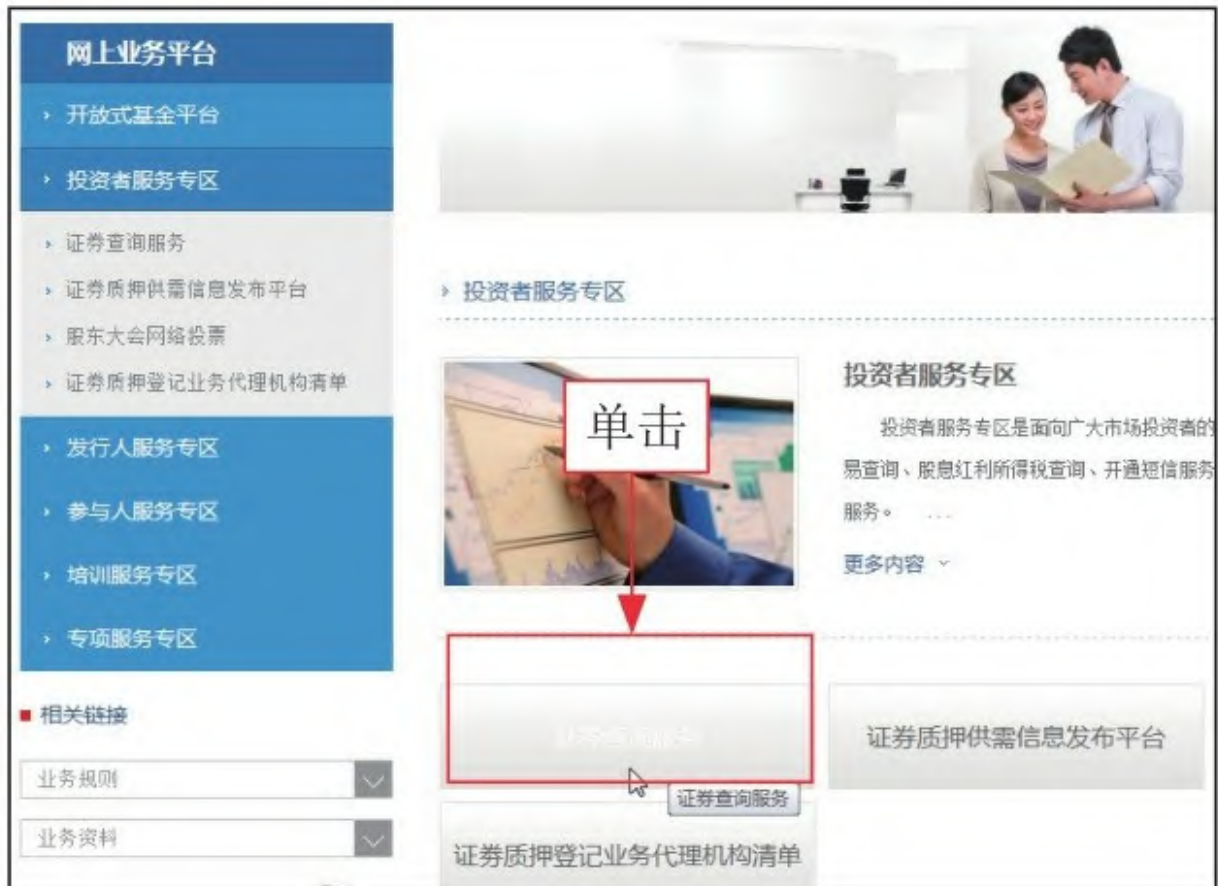 网上业务平台
开放式基金平台
投资者服务专区
证券查询服务
证券质押供需信息发布平台
股东大会网络投票
证券质押登记业务代理机构清单
发行人服务专区
参与人服务专区
培训服务专区
专项服务专区
相关链接
业务规则
业务资料
投资者服务专区
单击
投资者服务专区
投资者服务专区是面向广大市场投资者的
易查询、股息红利所得税查询、开通短信服务
服务。 ...
更多内容
证券查询服务
证券质押供需信息发布平台
证券查询服务
证券质押登记业务代理机构清单